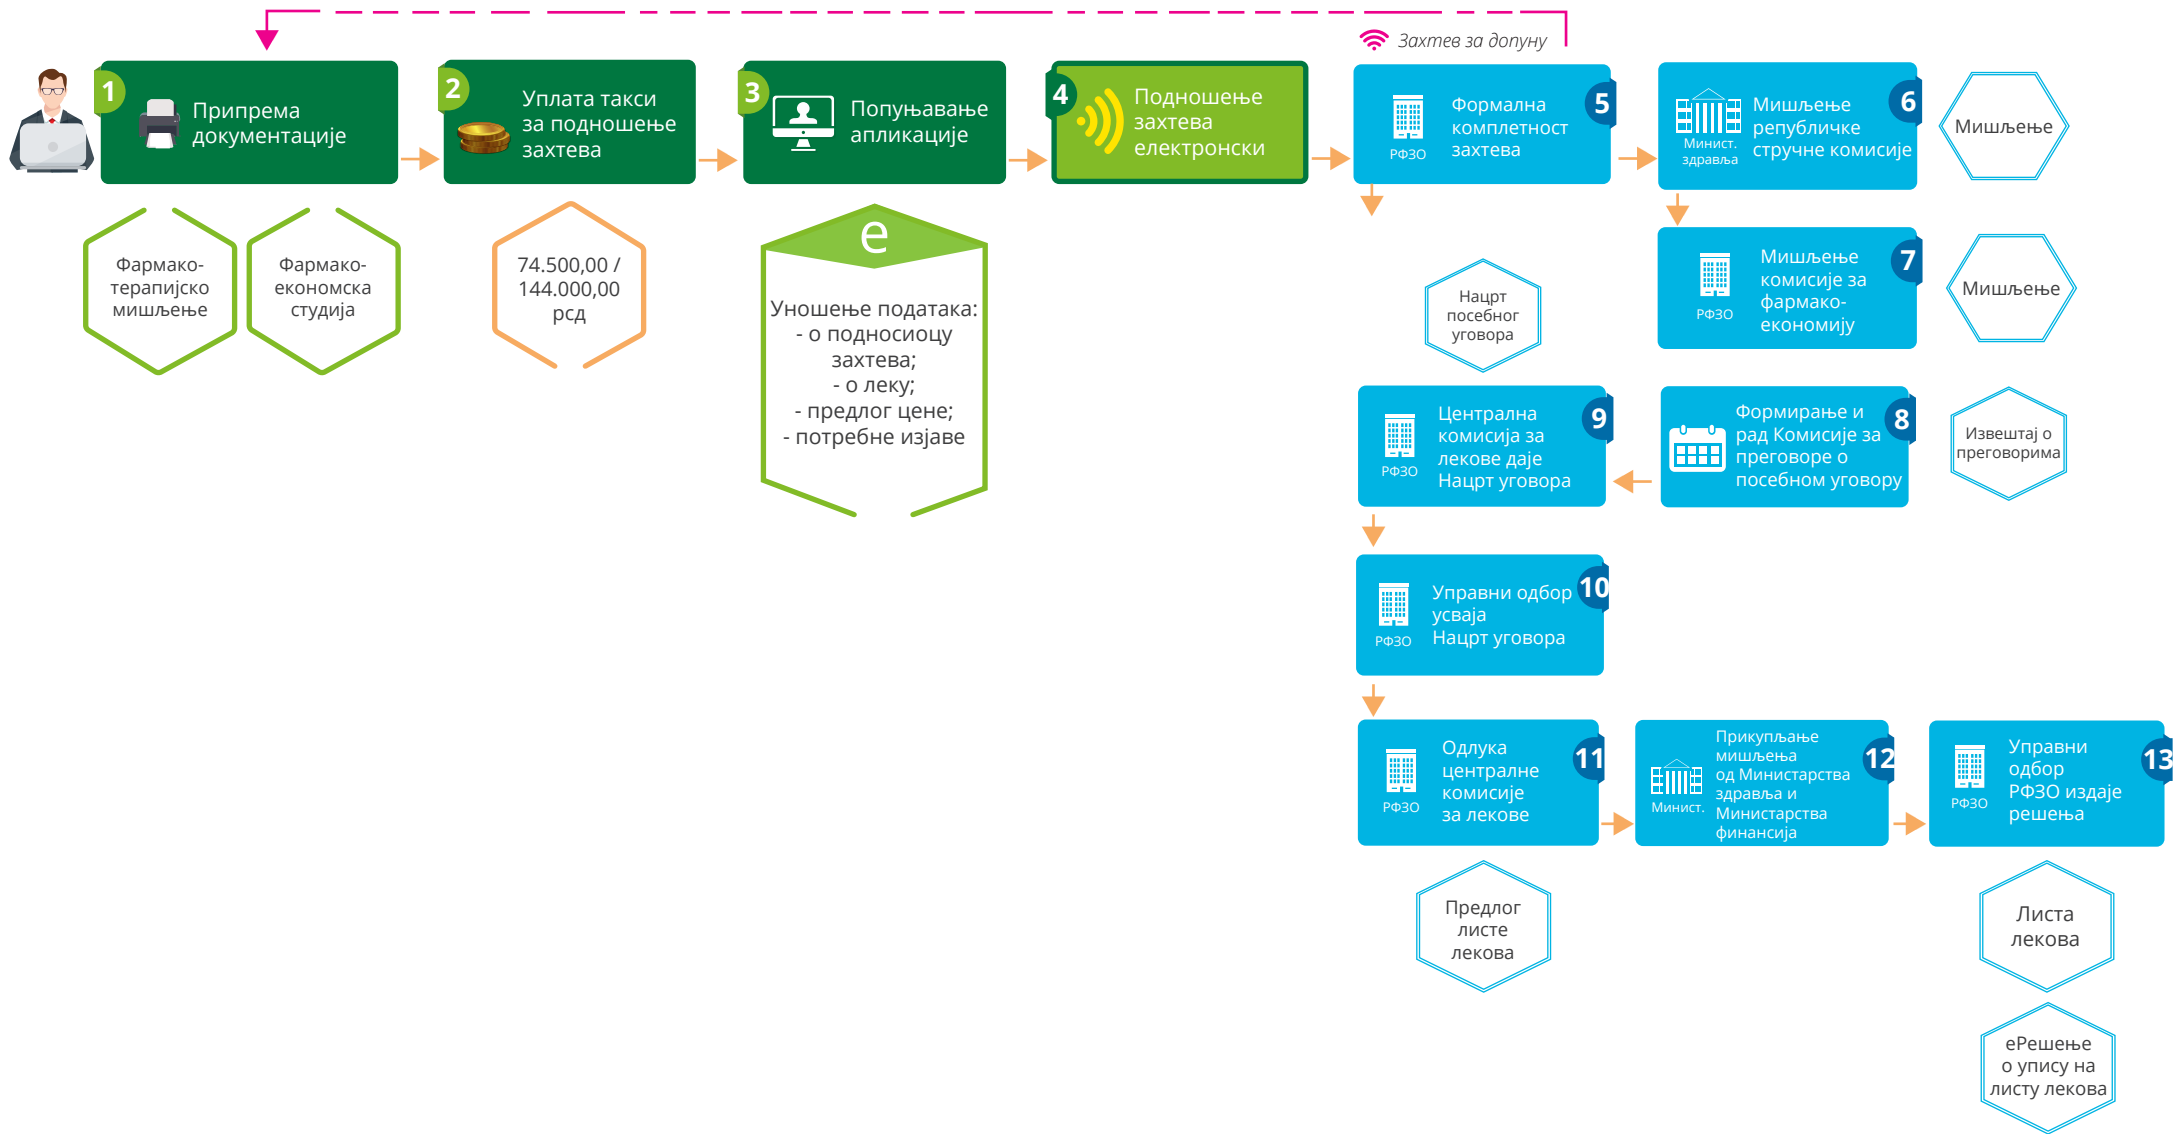 Захтев за допуну
1
Припрема
документације
2
Уплата такси
за подношење
захтева
3
Попуњавање
апликације
4
Подношење
захтева
електронски
5
РФЗО
Формална
комплетност
захтева
6
Минист.
здравља
Мишљење
републичке
стручне комисије
Мишљење
Фармако-
терапијско
мишљење
Фармако-
економска
студија
74.500,00 /
144.000,00
рсд
е
Уношење података:
- о подносиоцу
захтева;
- о леку;
- предлог цене;
- потребне изјаве
7
РФЗО
Мишљење
комисије за
фармако-
економију
Мишљење
Нацрт
посебног
уговора
8
Формирање и
рад Комисије за
преговоре о
посебном уговору
Извештај о
преговорима
9
РФЗО
Централна
комисија за
лекове даје
Нацрт уговора
10
РФЗО
Управни одбор
усваја
Нацрт уговора
11
РФЗО
Одлука
централне
комисије
за лекове
12
Минист.
Прикупљање
мишљења
од Министарства
здравља и
Министарства
финансија
13
РФЗО
Управни
одбор
РФЗО издаје
решења
Предлог
листе
лекова
Листа
лекова
еРешење
о упису на
листу лекова